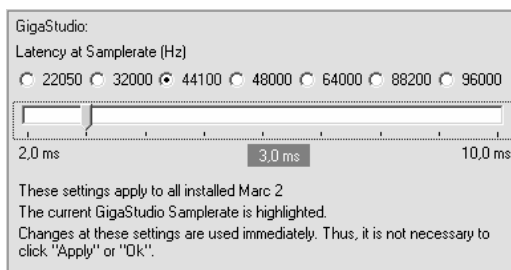 GigaStudio:
Latency at Samplerate (Hz)
22050 32000 44100 48000 64000 88200 96000
2,0 ms 3,0 ms 10,0 ms
These settings apply to all installed Marc 2
The current GigaStudio Samplerate is highlighted.
Changes at these settings are used immediately. Thus, it is not necessary to
click "Apply" or "Ok".